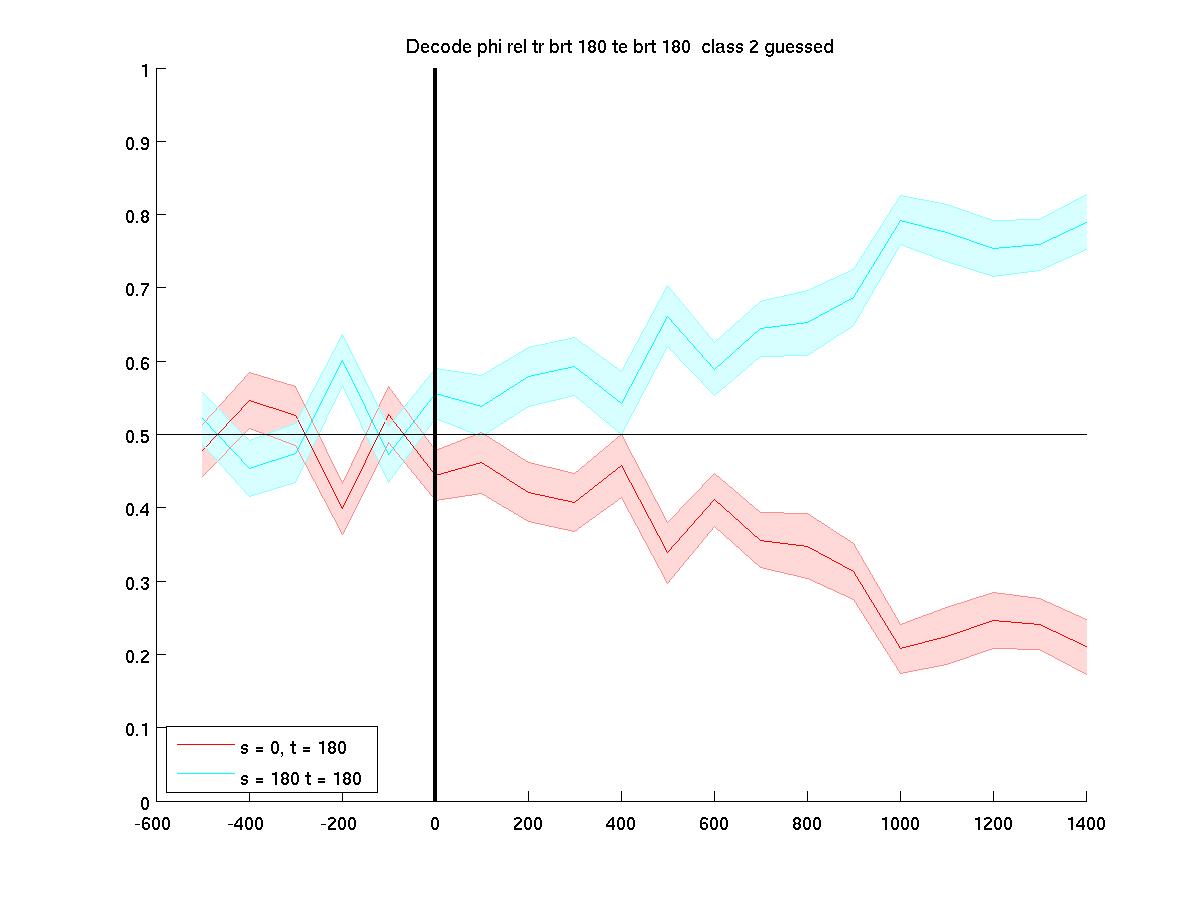 Decode phi rel tr brt 180 te brt 180  class 2 guessed
1
0.9
0.8
0.7
0.6
0.5
0.4
0.3
0.2
0.1
0
s = 0, t = 180
s = 180 t = 180
-600 -400 -200 0 200 400 600 800 1000 1200 1400